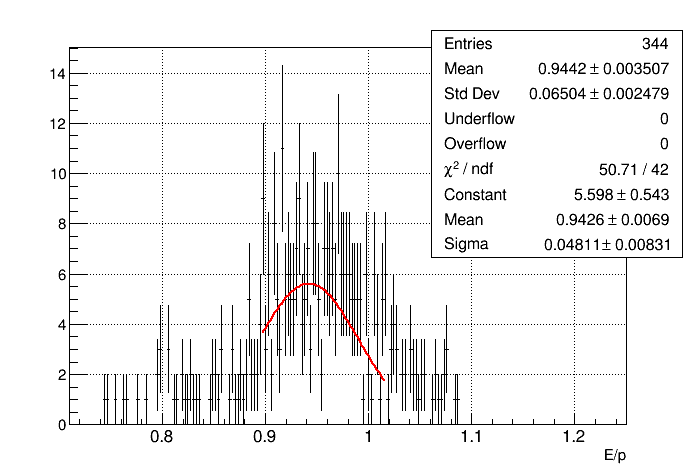 Entries 344
Mean 0.9442 ± 0.003507
Std Dev 0.06504 ± 0.002479
Underflow 0
Overflow 0
χ² / ndf 50.71 / 42
Constant 5.598 ± 0.543
Mean 0.9426 ± 0.0069
Sigma 0.04811 ± 0.00831
14
12
10
8
6
4
2
0
0.8 0.9 1 1.1 1.2
E/p